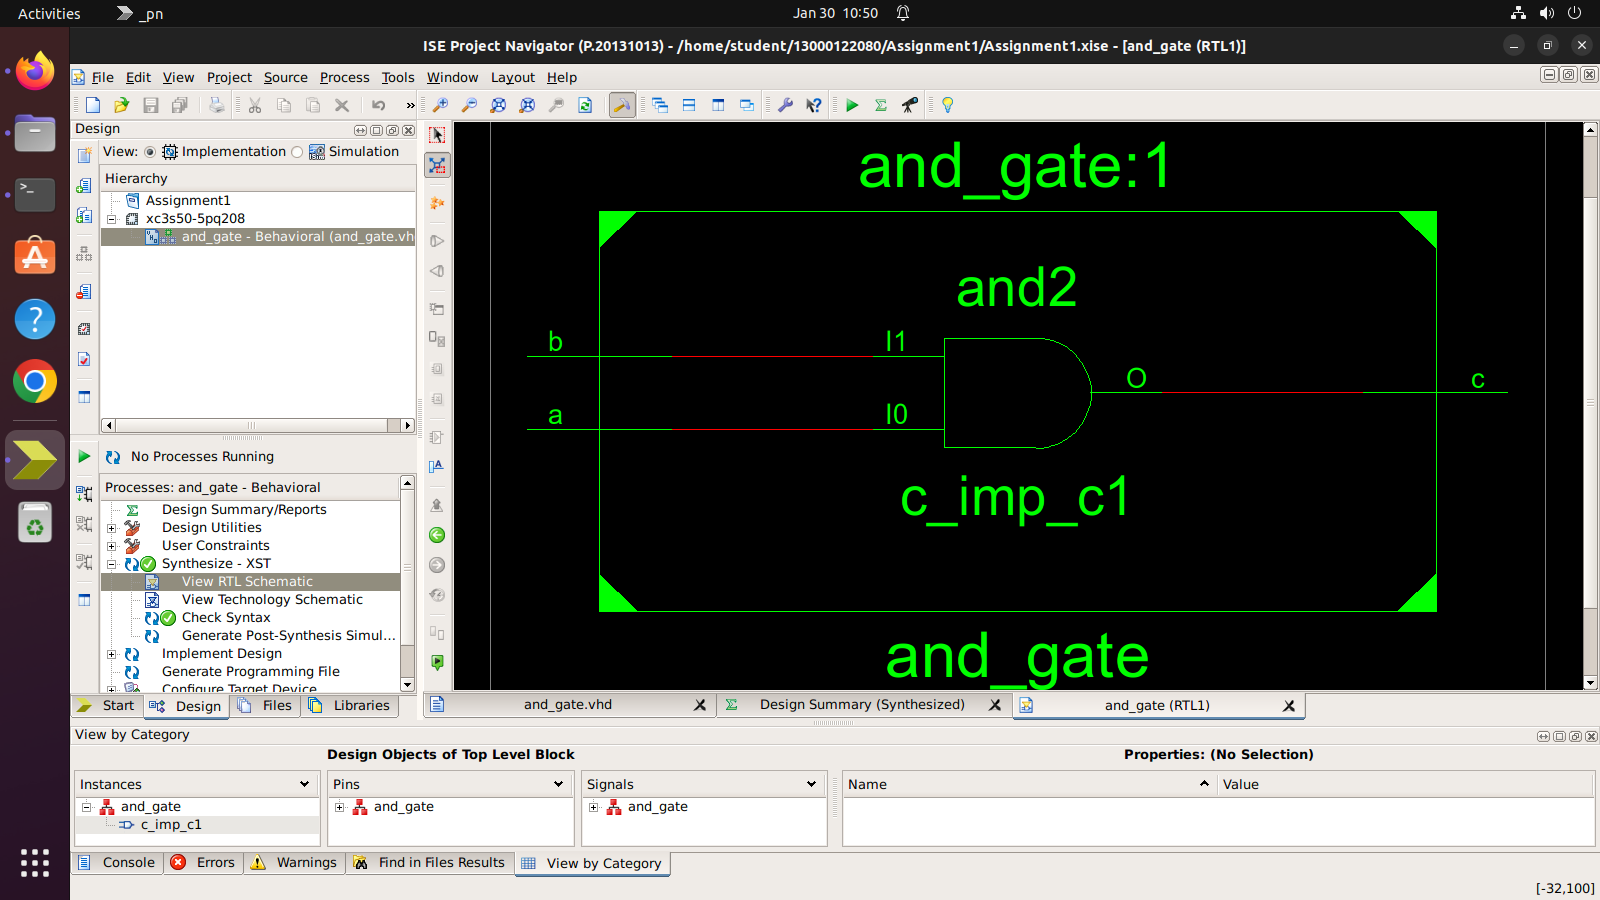 Activities
_pn
Jan 30 10:50
ISE Project Navigator (P.20131013) - /home/student/13000122080/Assignment1/Assignment1.xise - [and_gate (RTL1)]
File Edit View Project Source Process Tools Window Layout Help
»
Design
View: Implementation Simulation
Hierarchy
Assignment1
xc3s50-5pq208
and_gate - Behavioral (and_gate.vh
No Processes Running
Processes: and_gate - Behavioral
Design Summary/Reports
Design Utilities
User Constraints
Synthesize - XST
View RTL Schematic
View Technology Schematic
Check Syntax
Generate Post-Synthesis Simul...
Implement Design
Generate Programming File
Configure Target Device
Start Design Files Libraries
and_gate:1
and2
b I1
O c
a I0
c_imp_c1
and_gate
and_gate.vhd
Design Summary (Synthesized)
and_gate (RTL1)
View by Category
Design Objects of Top Level Block
Properties: (No Selection)
Instances
and_gate
c_imp_c1
Pins
and_gate
Signals
and_gate
Name Value
Console Errors Warnings Find in Files Results View by Category
[-32,100]